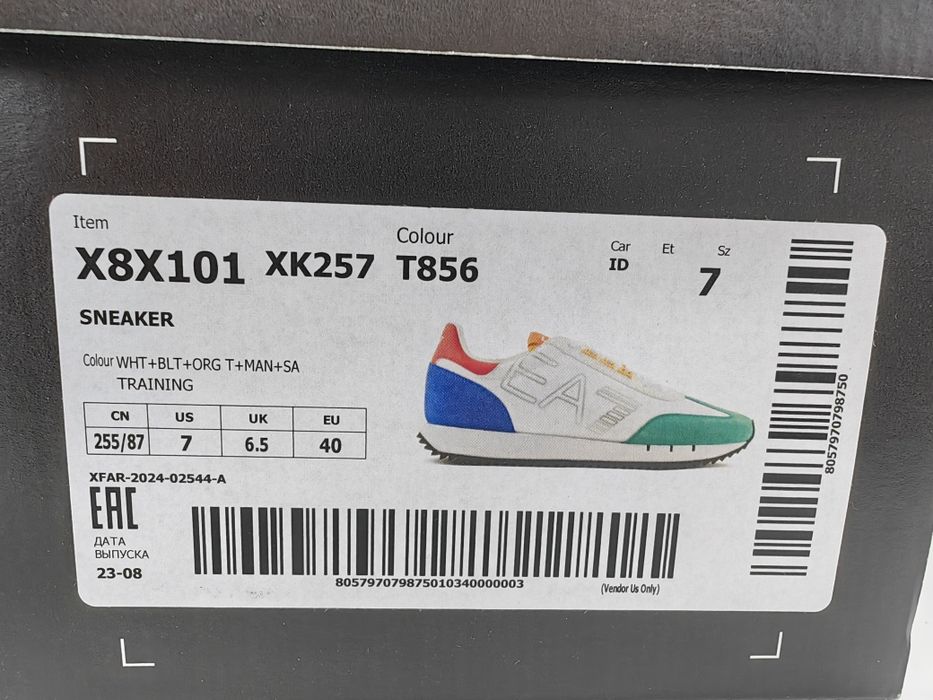 Item
X8X101 XK257
Colour
T856
Car Et Sz
ID 7
SNEAKER
Colour WHT+BLT+ORG T+MAN+SA
TRAINING
CN US UK EU
255/87 7 6.5 40
XFAR-2024-02544-A
EAC
ДАТА
ВЫПУСКА
23-08
805797079875010340000003
(Vendor Us Only)
8057970798750
EA